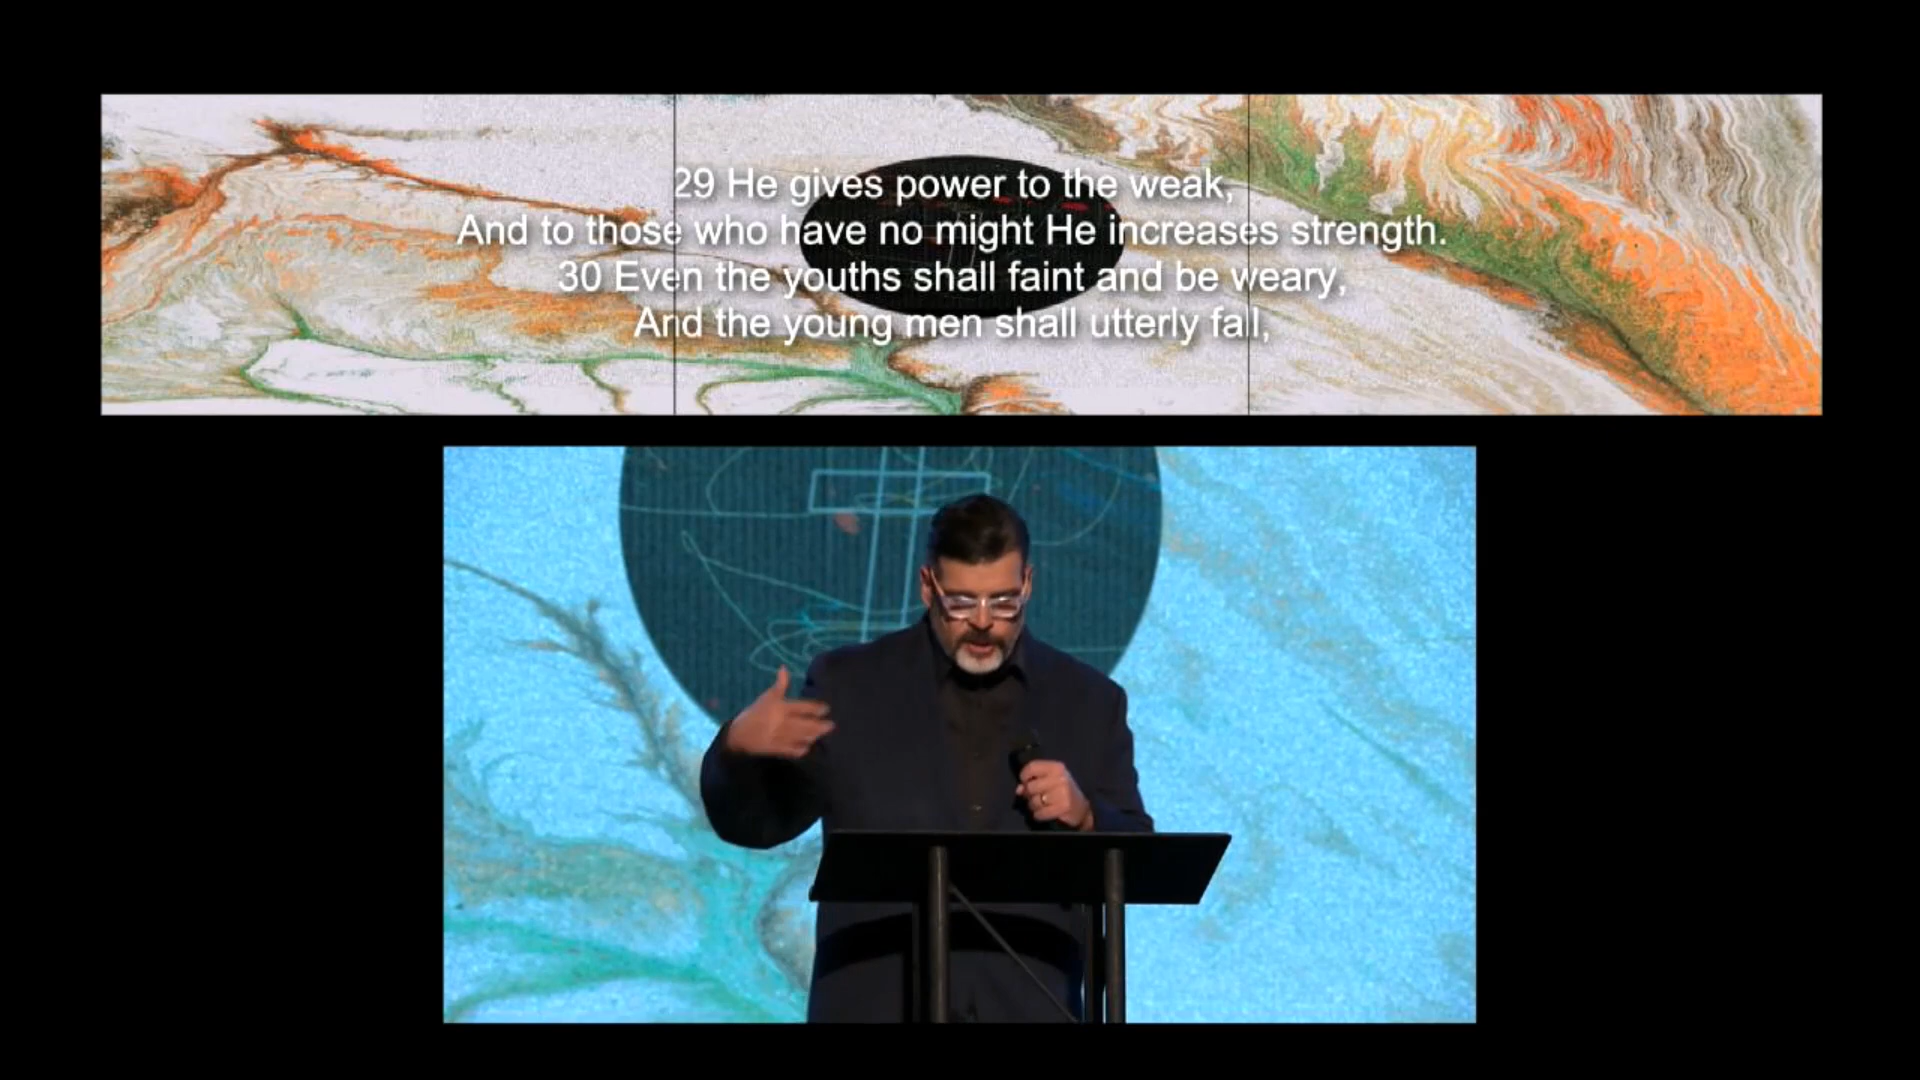 29 He gives power to the weak,
And to those who have no might He increases strength.
30 Even the youths shall faint and be weary,
And the young men shall utterly fall,